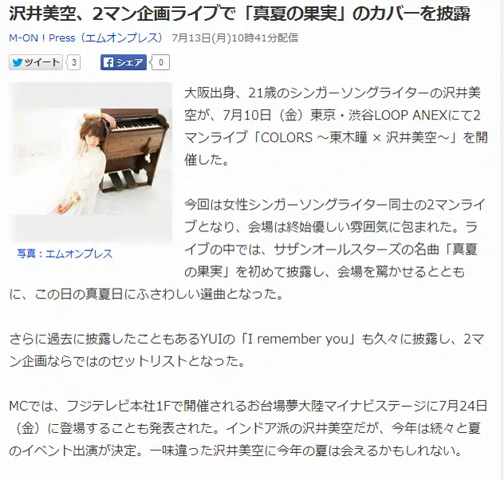 沢井美空、2マン企画ライブで「真夏の果実」のカバーを披露
M-ON！Press（エムオンプレス） 7月13日(月)10時41分配信
ツイート 3 シェア 0
大阪出身、21歳のシンガーソングライターの沢井美
空が、7月10日（金）東京・渋谷LOOP ANEXにて2
マンライブ「COLORS ～東木瞳 × 沢井美空～」を開
催した。
今回は女性シンガーソングライター同士の2マンライ
ブとなり、会場は終始優しい雰囲気に包まれた。ラ
イブの中では、サザンオールスターズの名曲「真夏
の果実」を初めて披露し、会場を驚かせるととも
に、この日の真夏日にふさわしい選曲となった。
写真：エムオンプレス
さらに過去に披露したこともあるYUIの「I remember you」も久々に披露し、2マ
ン企画ならではのセットリストとなった。
MCでは、フジテレビ本社1Fで開催されるお台場夢大陸マイナビステージに7月24日
（金）に登場することも発表された。インドア派の沢井美空だが、今年は続々と夏
のイベント出演が決定。一味違った沢井美空に今年の夏は会えるかもしれない。